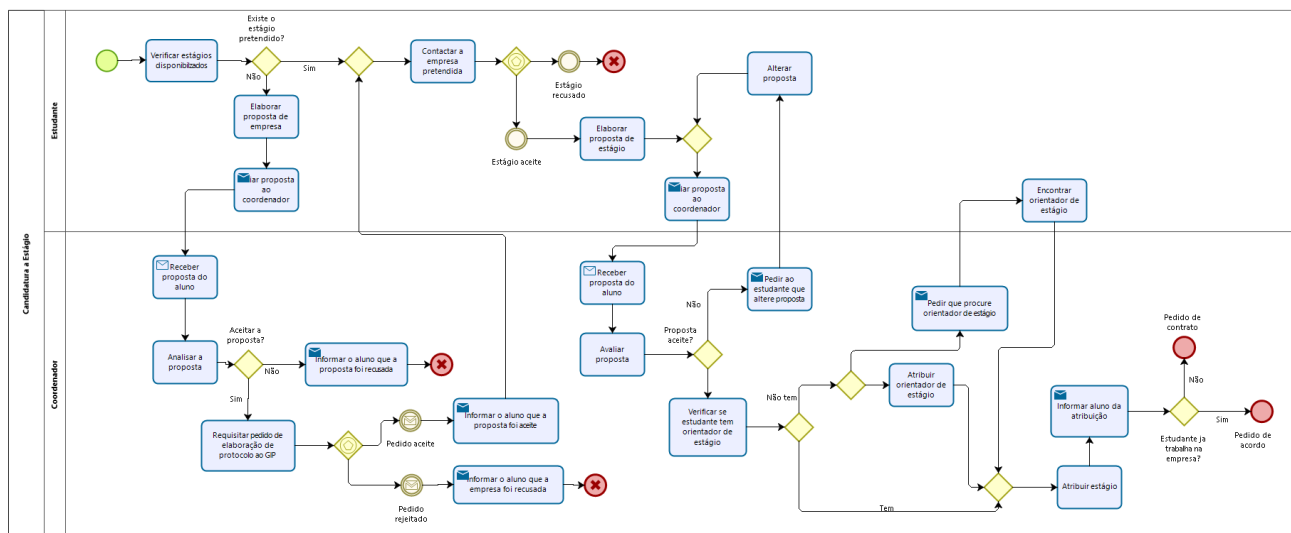 Candidatura a Estágio
Estudante
Existe o
estágio
pretendido?
Verificar estágios
disponibilizados
Não
Sim
Elaborar
proposta de
empresa
iar proposta
ao
coordenador
Contactar a
empresa
pretendida
Estágio
recusado
Estágio aceite
Elaborar
proposta de
estágio
Alterar
proposta
iar proposta
ao
coordenador
Encontrar
orientador de
estágio
Coordenador
Receber
proposta do
aluno
Analisar a
proposta
Aceitar a
proposta?
Não
Informar o aluno que a
proposta foi recusada
Sim
Requisitar pedido de
elaboração de
protocolo ao GIP
Pedido aceite
Informar o aluno que a
proposta foi aceite
Pedido
rejeitado
Informar o aluno que a
empresa foi recusada
Receber
proposta do
aluno
Avaliar
proposta
Proposta
aceite?
Não
Pedir ao
estudante que
altere proposta
Verificar se
estudante tem
orientador de
estágio
Não tem
Tem
Pedir que procure
orientador de estágio
Atribuir
orientador de
estágio
Atribuir estágio
Informar aluno da
atribuição
Estudante ja
trabalha na
empresa?
Não
Pedido de
contrato
Sim
Pedido de
acordo